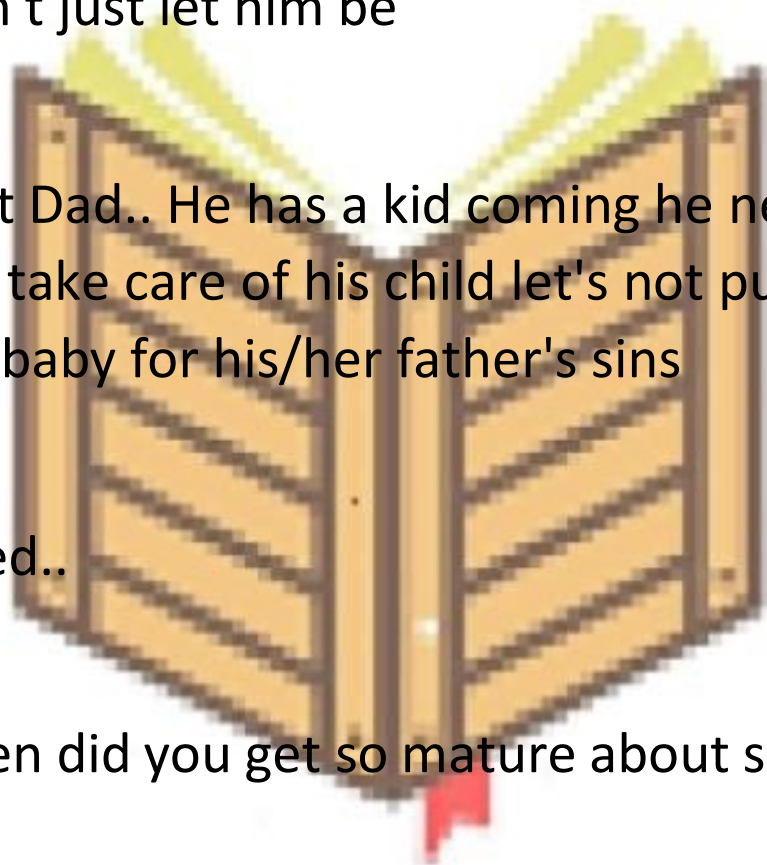 n't just let him be
t Dad.. He has a kid coming he ne
take care of his child let's not pu
baby for his/her father's sins
ed..
en did you get so mature about s